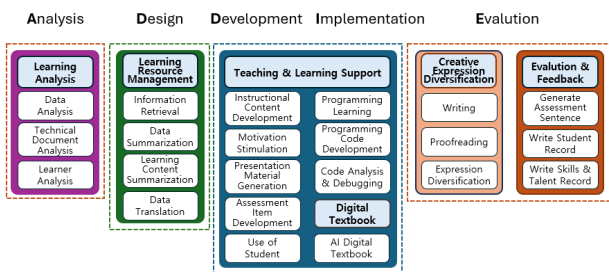 Analysis
Design
Development
Implementation
Evalution
Learning
Analysis
Data
Analysis
Technical
Document
Analysis
Learner
Analysis
Learning
Resource
Management
Information
Retrieval
Data
Summarization
Learning
Content
Summarization
Data
Translation
Teaching & Learning Support
Instructional
Content
Development
Motivation
Stimulation
Presentation
Material
Generation
Assessment
Item
Development
Use of
Student
Programming
Learning
Programming
Code
Development
Code Analysis
& Debugging
Digital
Textbook
AI Digital
Textbook
Creative
Expression
Diversification
Writing
Proofreading
Expression
Diversification
Evalution &
Feedback
Generate
Assessment
Sentence
Write Student
Record
Write Skills &
Talent Record